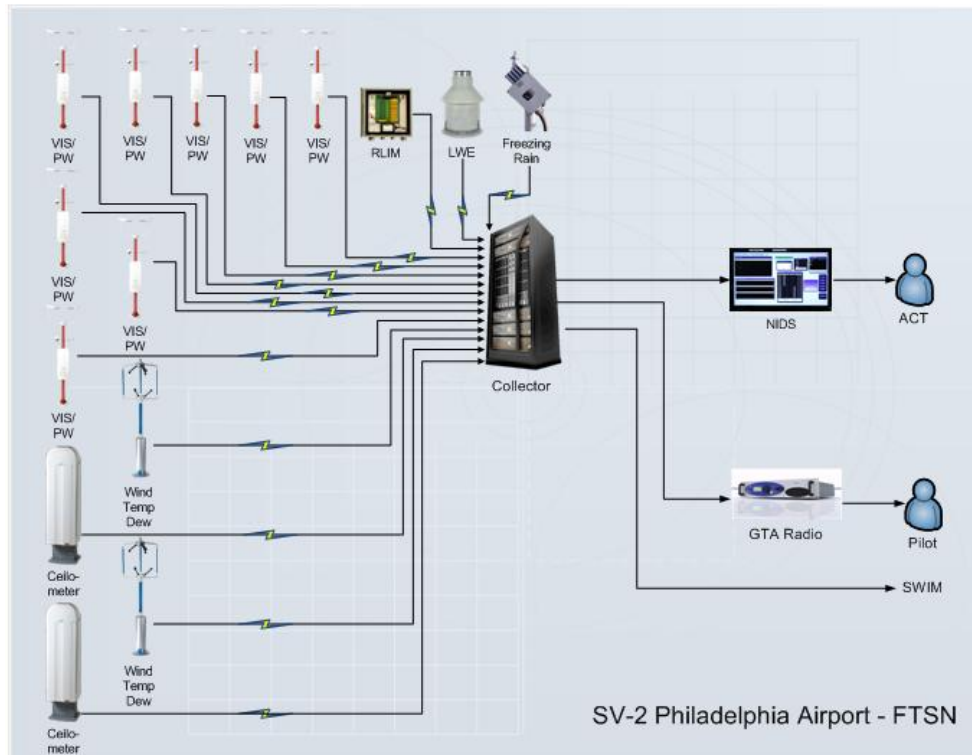 VIS/
PW
VIS/
PW
VIS/
PW
VIS/
PW
VIS/
PW
RLIM
LWE
Freezing
Rain
VIS/
PW
VIS/
PW
VIS/
PW
Collector
NIDS
ACT
Wind
Temp
Dew
Ceilo-
meter
GTA Radio
Pilot
SWIM
Wind
Temp
Dew
Ceilo-
meter
SV-2 Philadelphia Airport - FTSN